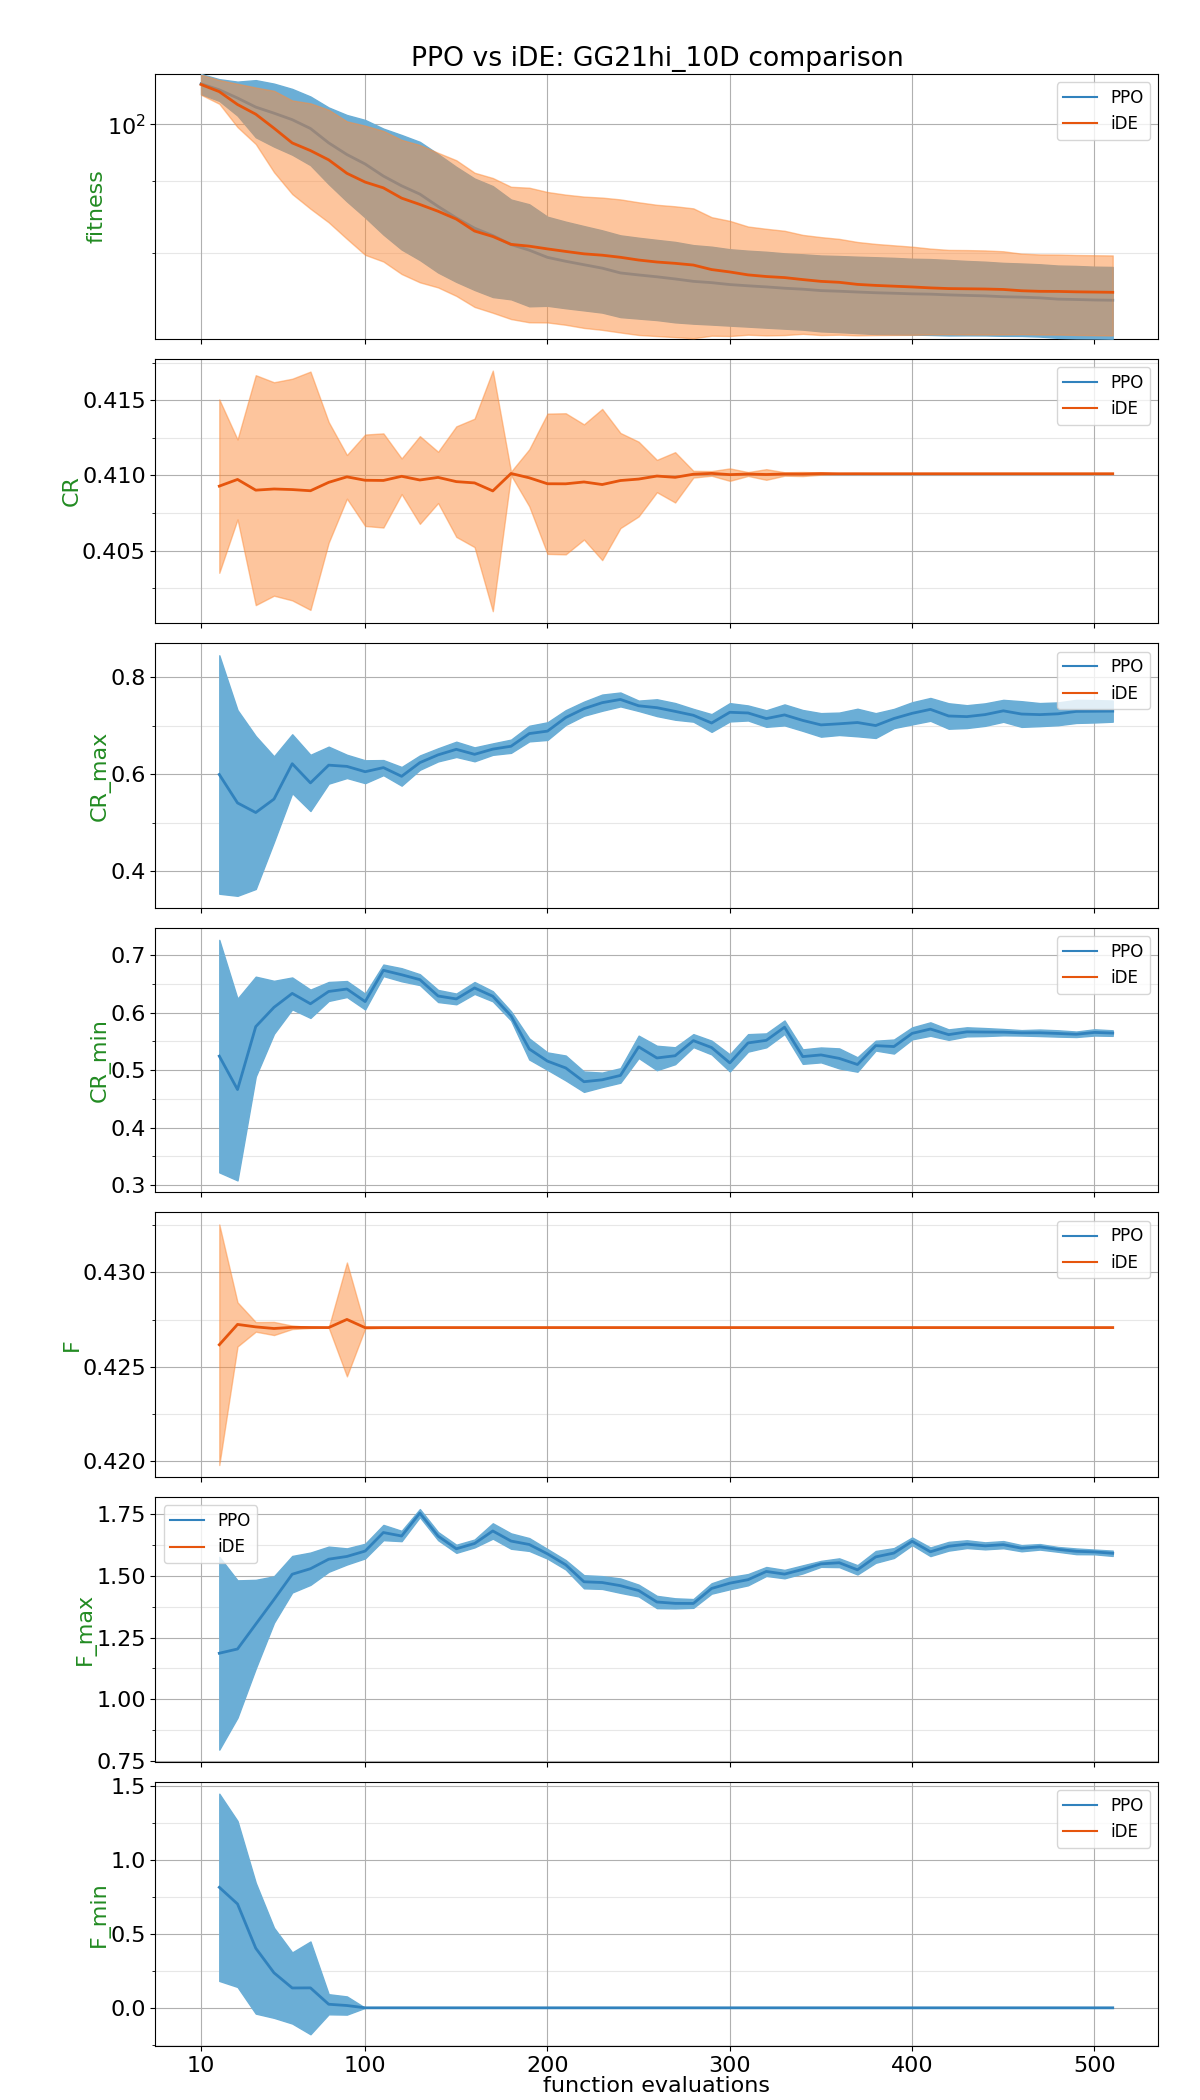 PPO vs iDE: GG21hi_10D comparison
10²
fitness
PPO
iDE
0.415
0.410
0.405
CR
PPO
iDE
0.8
0.6
0.4
CR_max
PPO
iDE
0.7
0.6
0.5
0.4
0.3
CR_min
PPO
iDE
0.430
0.425
0.420
F
PPO
iDE
1.75
1.50
1.25
1.00
0.75
F_max
PPO
iDE
1.5
1.0
0.5
0.0
F_min
PPO
iDE
10 100 200 300 400 500
function evaluations